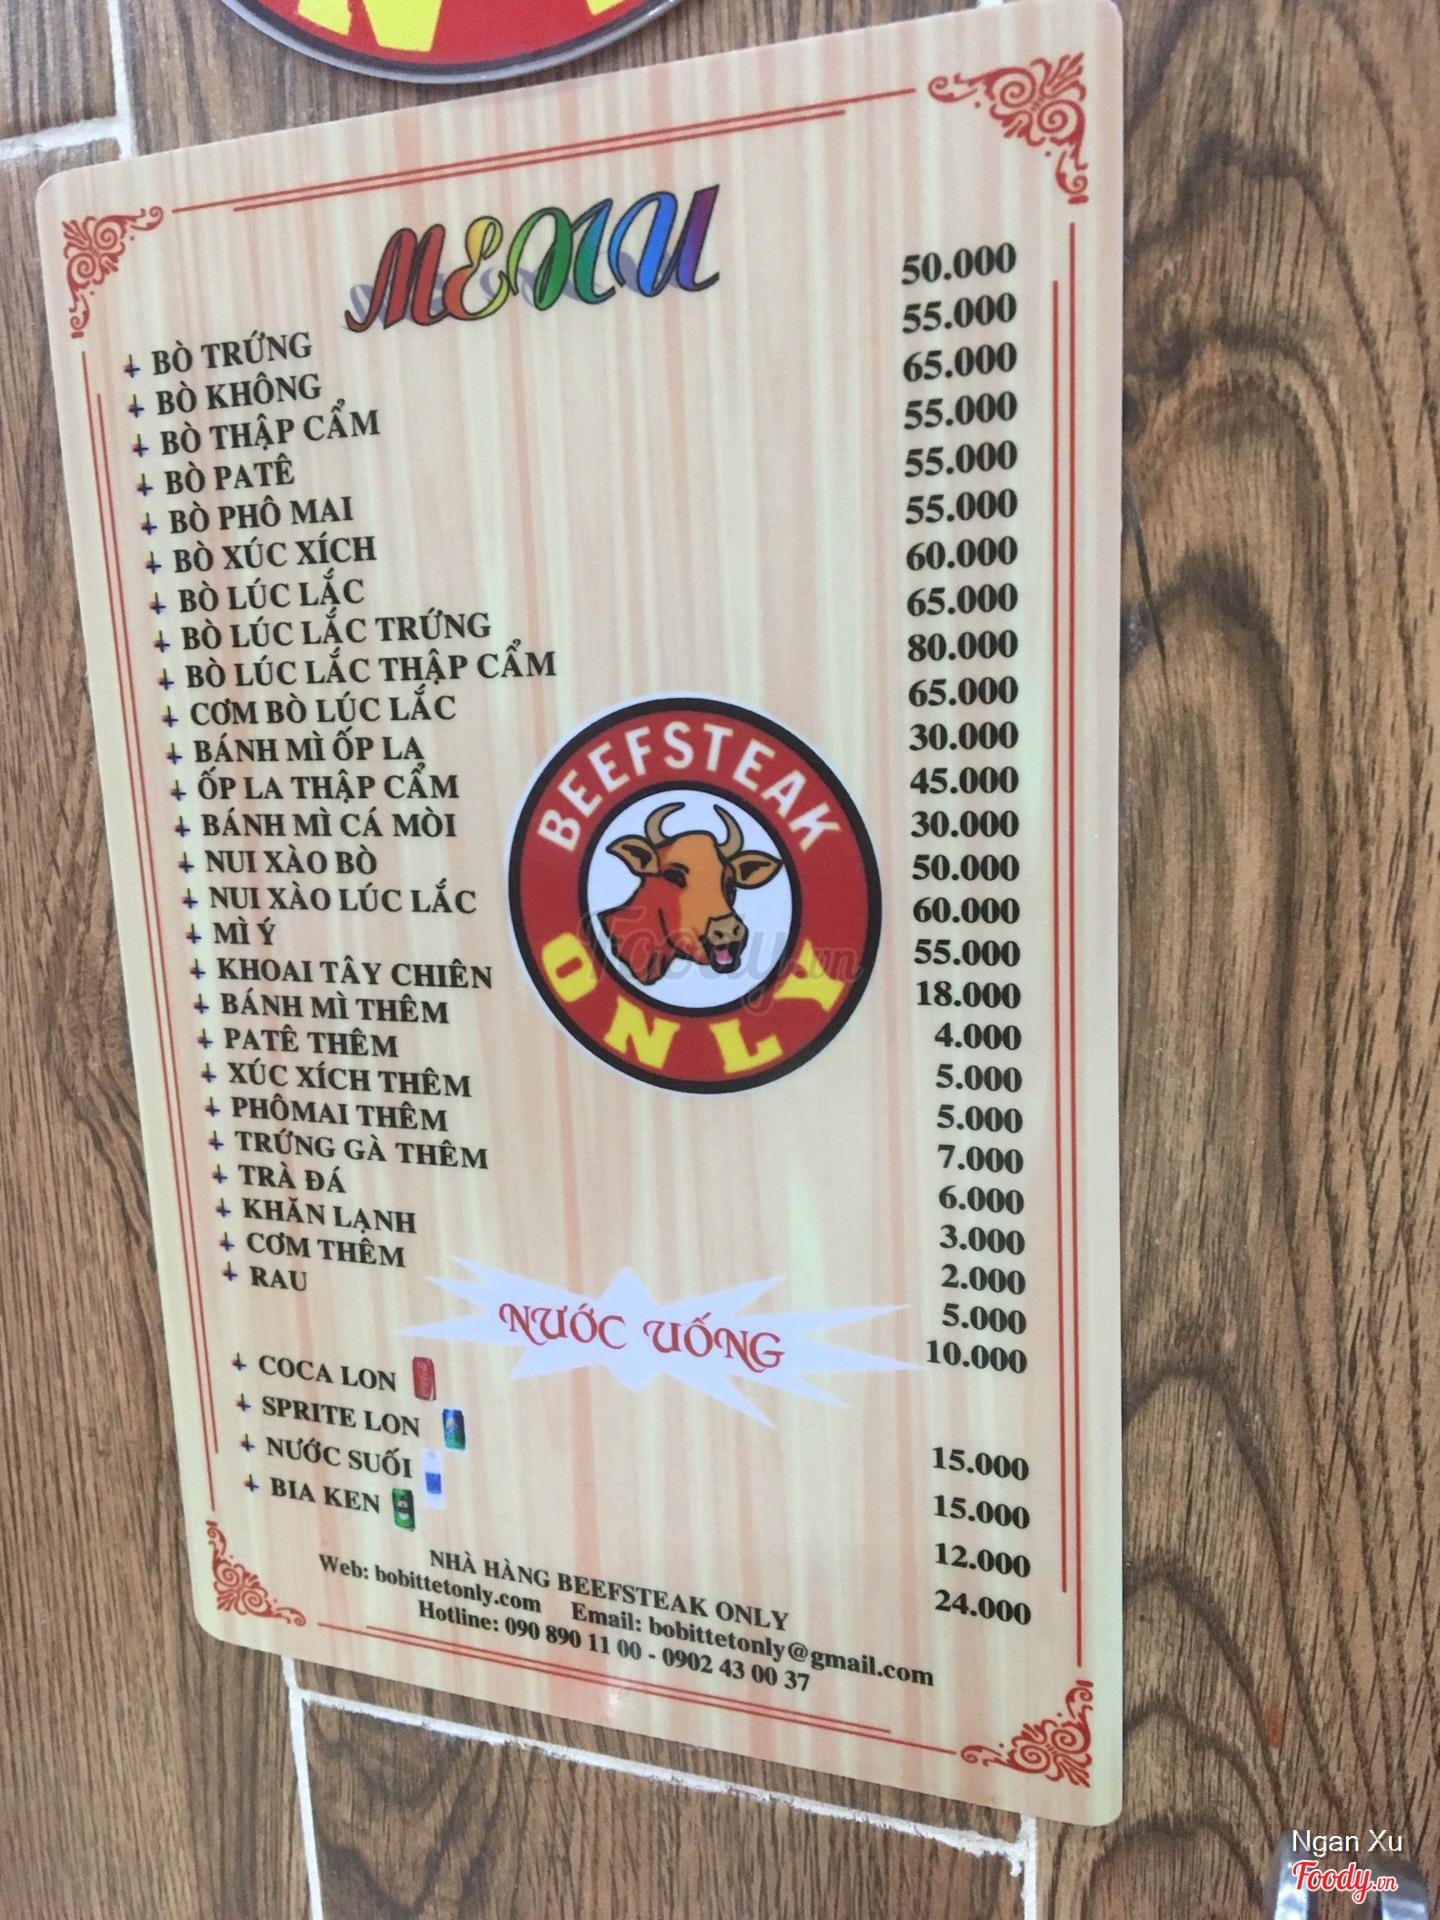 MENU
BÒ TRỨNG 50.000
BÒ KHÔNG 55.000
BÒ THẬP CẨM 65.000
BÒ PATÊ 55.000
BÒ PHÔ MAI 55.000
BÒ XÚC XÍCH 55.000
BÒ LÚC LẮC 60.000
BÒ LÚC LẮC TRỨNG 65.000
BÒ LÚC LẮC THẬP CẨM 80.000
CƠM BÒ LÚC LẮC 65.000
BÁNH MÌ ỐP LA 30.000
ỐP LA THẬP CẨM 45.000
BÁNH MÌ CÁ MÒI 30.000
NUI XÀO BÒ 50.000
NUI XÀO LÚC LẮC 60.000
MÌ Ý 55.000
KHOAI TÂY CHIÊN 18.000
BÁNH MÌ THÊM 4.000
PATÊ THÊM 5.000
XÚC XÍCH THÊM 5.000
PHÔMAI THÊM 7.000
TRỨNG GÀ THÊM 6.000
TRÀ ĐÁ 3.000
KHĂN LẠNH 2.000
CƠM THÊM 5.000
RAU 10.000
BEEFSTEAK
ONLY
Foody.vn
NƯỚC UỐNG
COCA LON 15.000
SPRITE LON 15.000
NƯỚC SUỐI 12.000
BIA KEN 24.000
NHÀ HÀNG BEEFSTEAK ONLY
Web: bobittetonly.com Email: bobittetonly@gmail.com
Hotline: 090 890 11 00 - 0902 43 00 37
Ngan Xu
Foody.vn